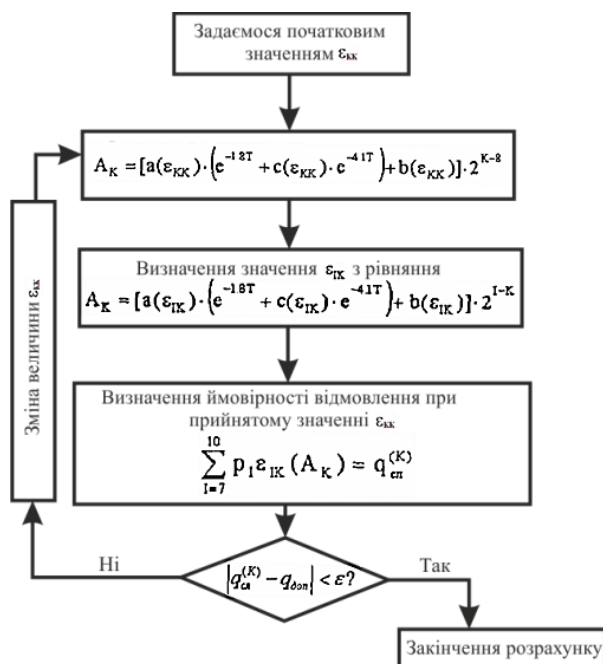 Задаємося початковим
значенням εкк
A_K = [a(ε_KK)·(e^-1.8T + c(ε_KK)·e^-4.1T) + b(ε_KK)]·2^K-8
Визначення значення ε_IK з рівняння
A_K = [a(ε_IK)·(e^-1.8T + c(ε_IK)·e^-4.1T) + b(ε_IK)]·2^I-K
Зміна величини εкк
Визначення ймовірності відмовлення при
прийнятому значенні εкк
10
∑ p_I ε_IK (A_K) = q_сп^(K)
I=7
Ні
|q_сп^(K) − q_доп| < ε?
Так
Закінчення розрахунку